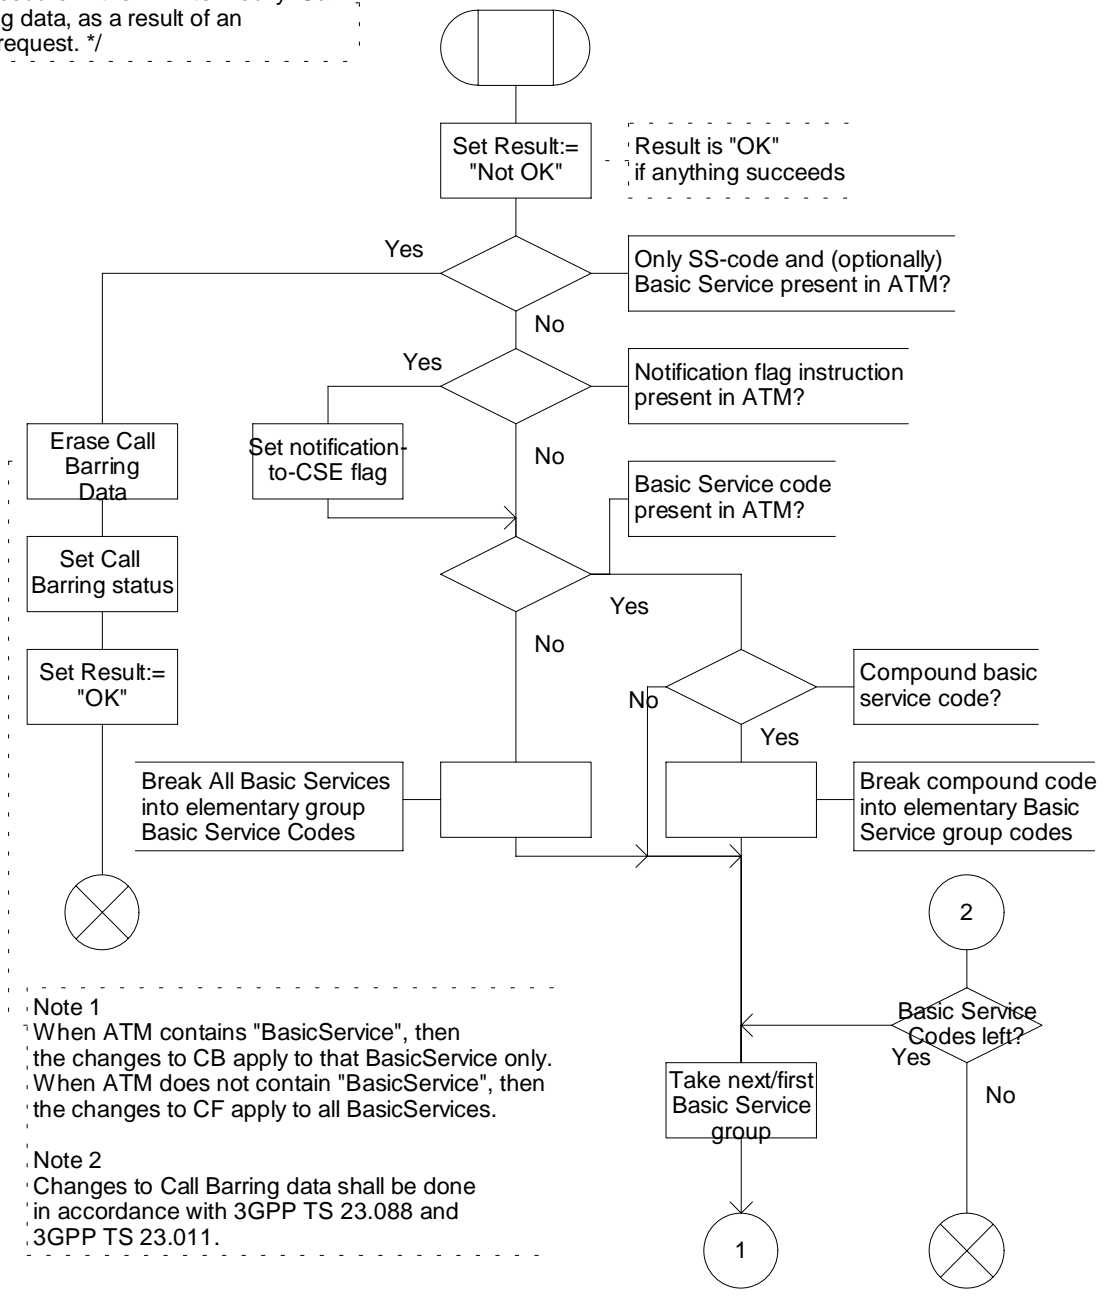 g data, as a result of an
request. */
Set Result:=
"Not OK"
Result is "OK"
if anything succeeds
Yes
Only SS-code and (optionally)
Basic Service present in ATM?
No
Yes
Notification flag instruction
present in ATM?
Erase Call
Barring
Data
Set notification-
to-CSE flag
No
Basic Service code
present in ATM?
Set Call
Barring status
Yes
No
Set Result:=
"OK"
No
Compound basic
service code?
Yes
Break All Basic Services
into elementary group
Basic Service Codes
Break compound code
into elementary Basic
Service group codes
2
Note 1
When ATM contains "BasicService", then
the changes to CB apply to that BasicService only.
When ATM does not contain "BasicService", then
the changes to CF apply to all BasicServices.
Basic Service
Codes left?
Yes
Take next/first
Basic Service
group
No
Note 2
Changes to Call Barring data shall be done
in accordance with 3GPP TS 23.088 and
3GPP TS 23.011.
1